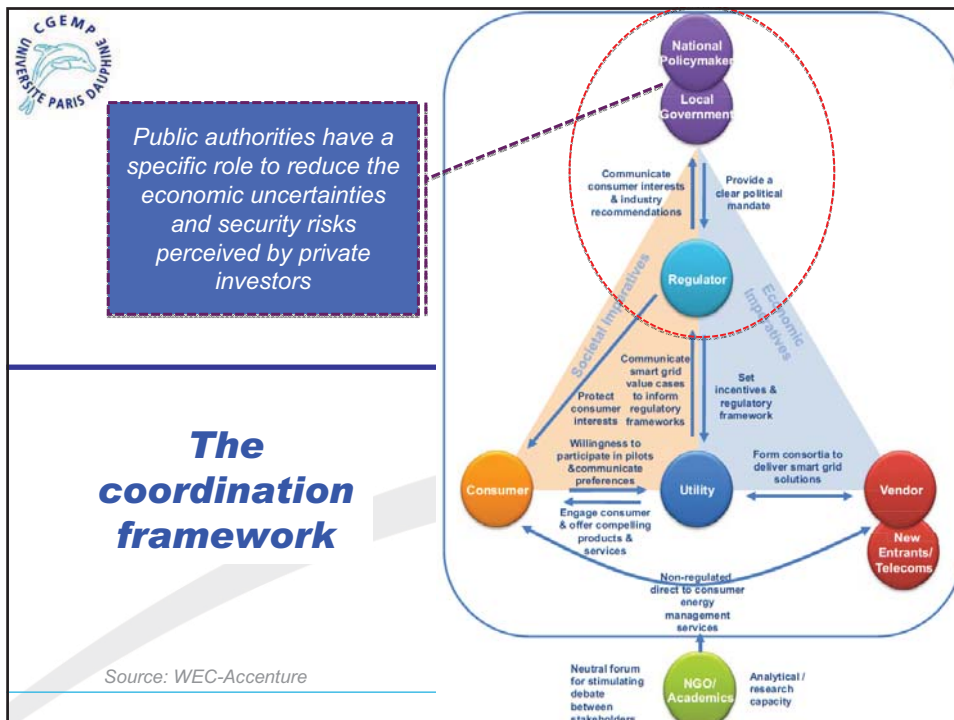 CGEMP
UNIVERSITE PARIS DAUPHINE
Public authorities have a
specific role to reduce the
economic uncertainties
and security risks
perceived by private
investors
The
coordination
framework
Source: WEC-Accenture
National
Policymaker
Local
Government
Communicate
consumer interests
& industry
recommendations
Provide a
clear political
mandate
Regulator
Societal Imperatives
Economic
Imperatives
Protect
consumer
interests
Communicate
smart grid
value cases
to inform
regulatory
frameworks
Set
incentives &
regulatory
framework
Willingness to
participate in pilots
&communicate
preferences
Form consortia to
deliver smart grid
solutions
Consumer
Utility
Vendor
Engage consumer
& offer compelling
products &
services
New
Entrants/
Telecoms
Non-regulated
direct to consumer
energy
management
services
Neutral forum
for stimulating
debate
between
stakeholders
NGO/
Academics
Analytical /
research
capacity